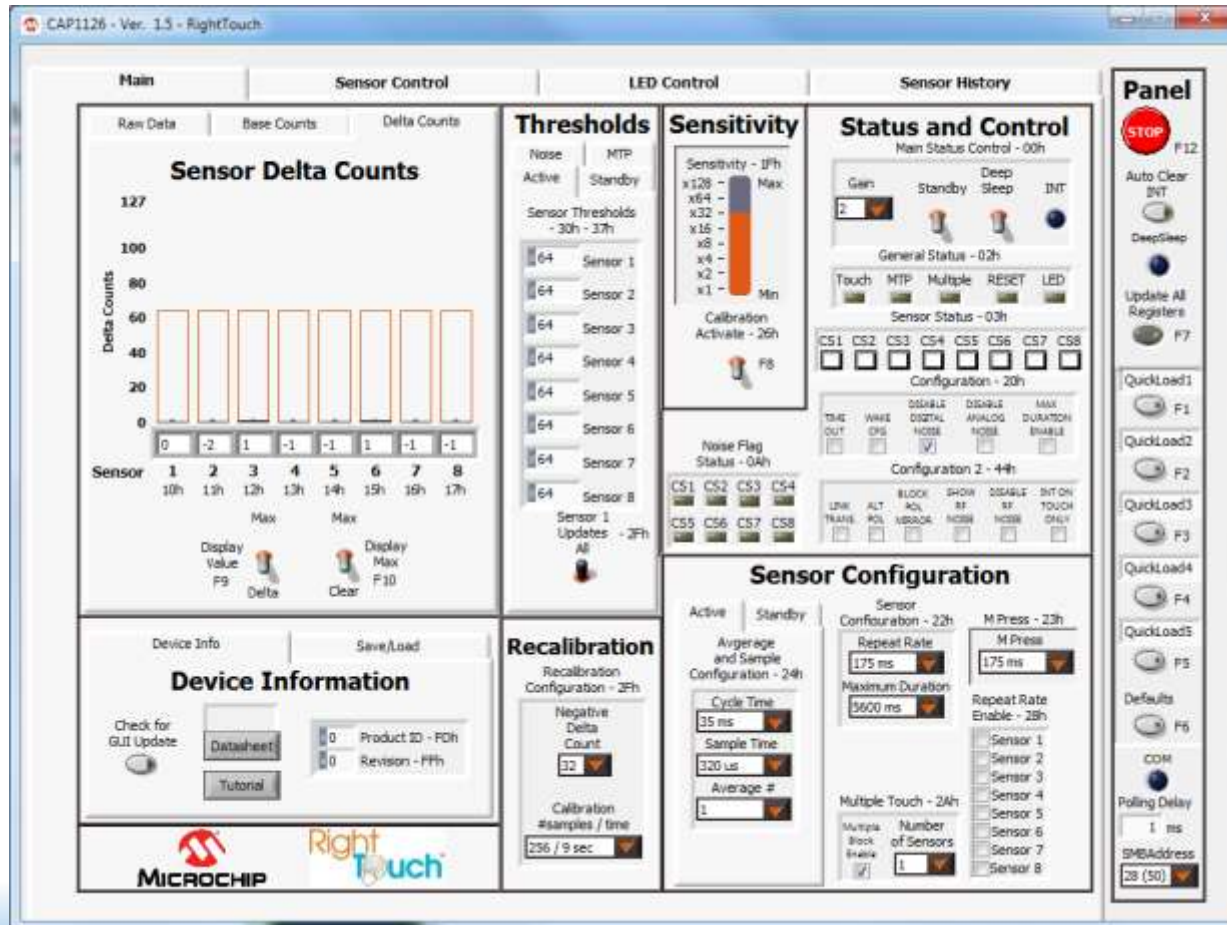 CAP1126 - Ver. 1.5 - RightTouch
Main
Sensor Control
LED Control
Sensor History
Raw Data
Base Counts
Delta Counts
Sensor Delta Counts
Delta Counts
127
100
80
60
40
20
0
0 -2 1 -1 -1 1 -1 -1
Sensor 1 2 3 4 5 6 7 8
10h 11h 12h 13h 14h 15h 16h 17h
Max
Display Value F9
Delta
Max
Display Max F10
Clear
Thresholds
Noise
MTP
Active
Standby
Sensor Thresholds
- 30h - 37h
64 Sensor 1
64 Sensor 2
64 Sensor 3
64 Sensor 4
64 Sensor 5
64 Sensor 6
64 Sensor 7
64 Sensor 8
Sensor 1
Updates - 2Fh
All
Sensitivity
Sensitivity - 1Fh
x128 Max
x64
x32
x16
x8
x4
x2
x1 Min
Calibration
Activate - 26h
F8
Noise Flag
Status - 0Ah
CS1 CS2 CS3 CS4
CS5 CS6 CS7 CS8
Status and Control
Main Status Control - 00h
Gain
2
Standby
Deep Sleep
INT
General Status - 02h
Touch MTP Multiple RESET LED
Sensor Status - 03h
CS1 CS2 CS3 CS4 CS5 CS6 CS7 CS8
Configuration - 20h
TIME OUT
WAKE CFG
DISABLE DIGITAL NOISE
DISABLE ANALOG NOISE
MAX DURATION ENABLE
Configuration 2 - 44h
LINK TRANS
ALT POL
BLOCK POL MIRROR
SHOW RF NOISE
DISABLE RF NOISE
INT ON TOUCH ONLY
Device Info
Save/Load
Device Information
Check for
GUI Update
Datasheet
Tutorial
0 Product ID - FDh
0 Revision - FFh
MICROCHIP
Right
Touch
Recalibration
Recalibration
Configuration - 2Fh
Negative
Delta
Count
32
Calibration
#samples / time
256 / 9 sec
Sensor Configuration
Active
Standby
Avgerage
and Sample
Configuration - 24h
Cycle Time
35 ms
Sample Time
320 us
Average #
1
Sensor
Configuration - 22h
Repeat Rate
175 ms
Maximum Duration
5600 ms
M Press - 23h
M Press
175 ms
Repeat Rate
Enable - 28h
Sensor 1
Sensor 2
Sensor 3
Sensor 4
Sensor 5
Sensor 6
Sensor 7
Sensor 8
Multiple Touch - 2Ah
Multiple Block Enable
Number
of Sensors
1
Panel
STOP
F12
Auto Clear
INT
DeepSleep
Update All
Registers
F7
QuickLoad1
F1
QuickLoad2
F2
QuickLoad3
F3
QuickLoad4
F4
QuickLoad5
F5
Defaults
F6
COM
Polling Delay
1 ms
SMBAddress
28 (50)